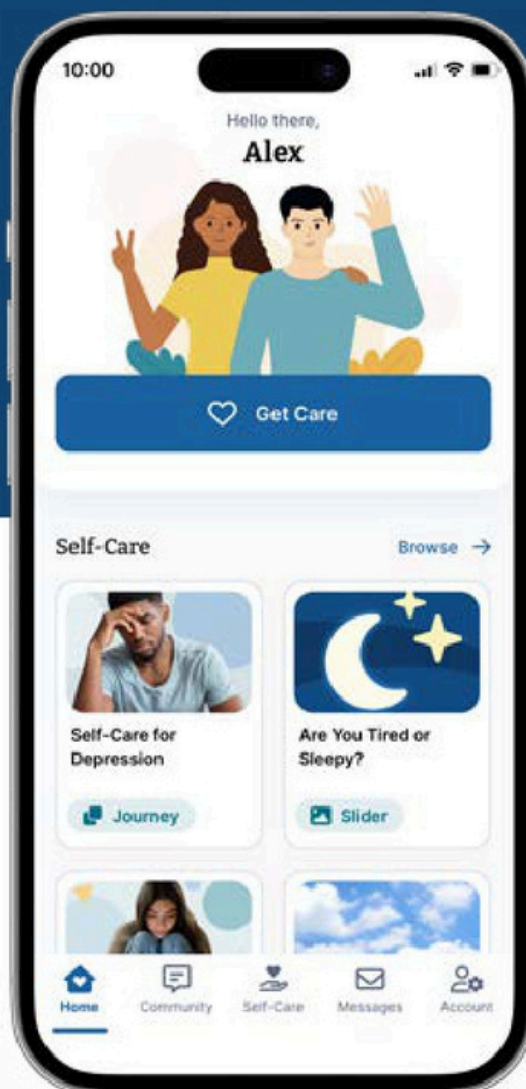 10:00
Hello there,
Alex
Get Care
Self-Care
Browse
Self-Care for
Depression
Journey
Are You Tired or
Sleepy?
Slider
Home
Community
Self-Care
Messages
Account